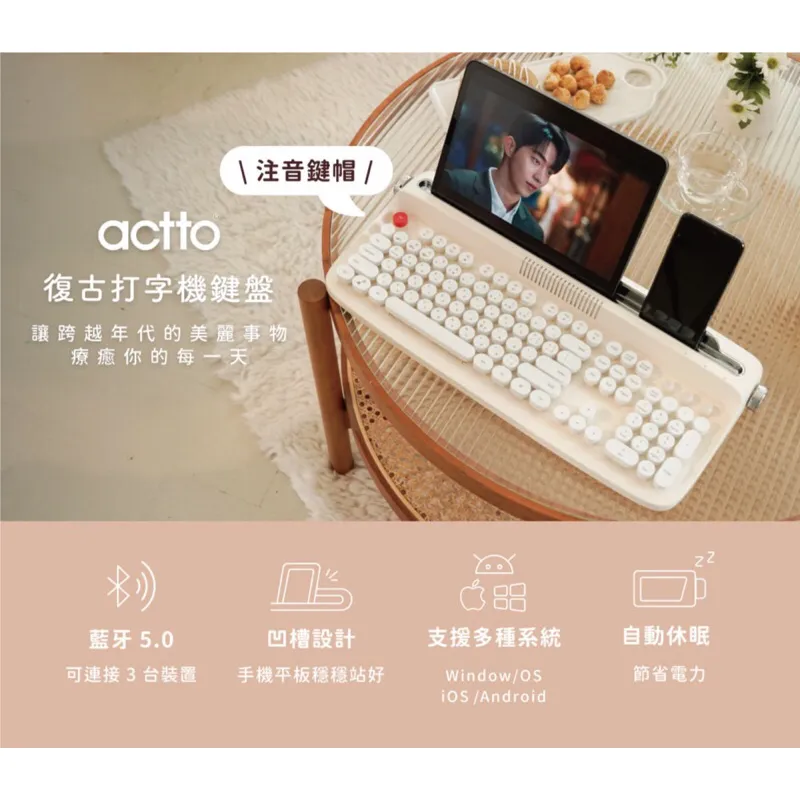 \ 注音鍵帽 /
actto
復古打字機鍵盤
讓跨越年代的美麗事物
療癒你的每一天
藍牙 5.0
可連接 3 台裝置
凹槽設計
手機平板穩穩站好
支援多種系統
Window/OS
iOS /Android
zz
自動休眠
節省電力